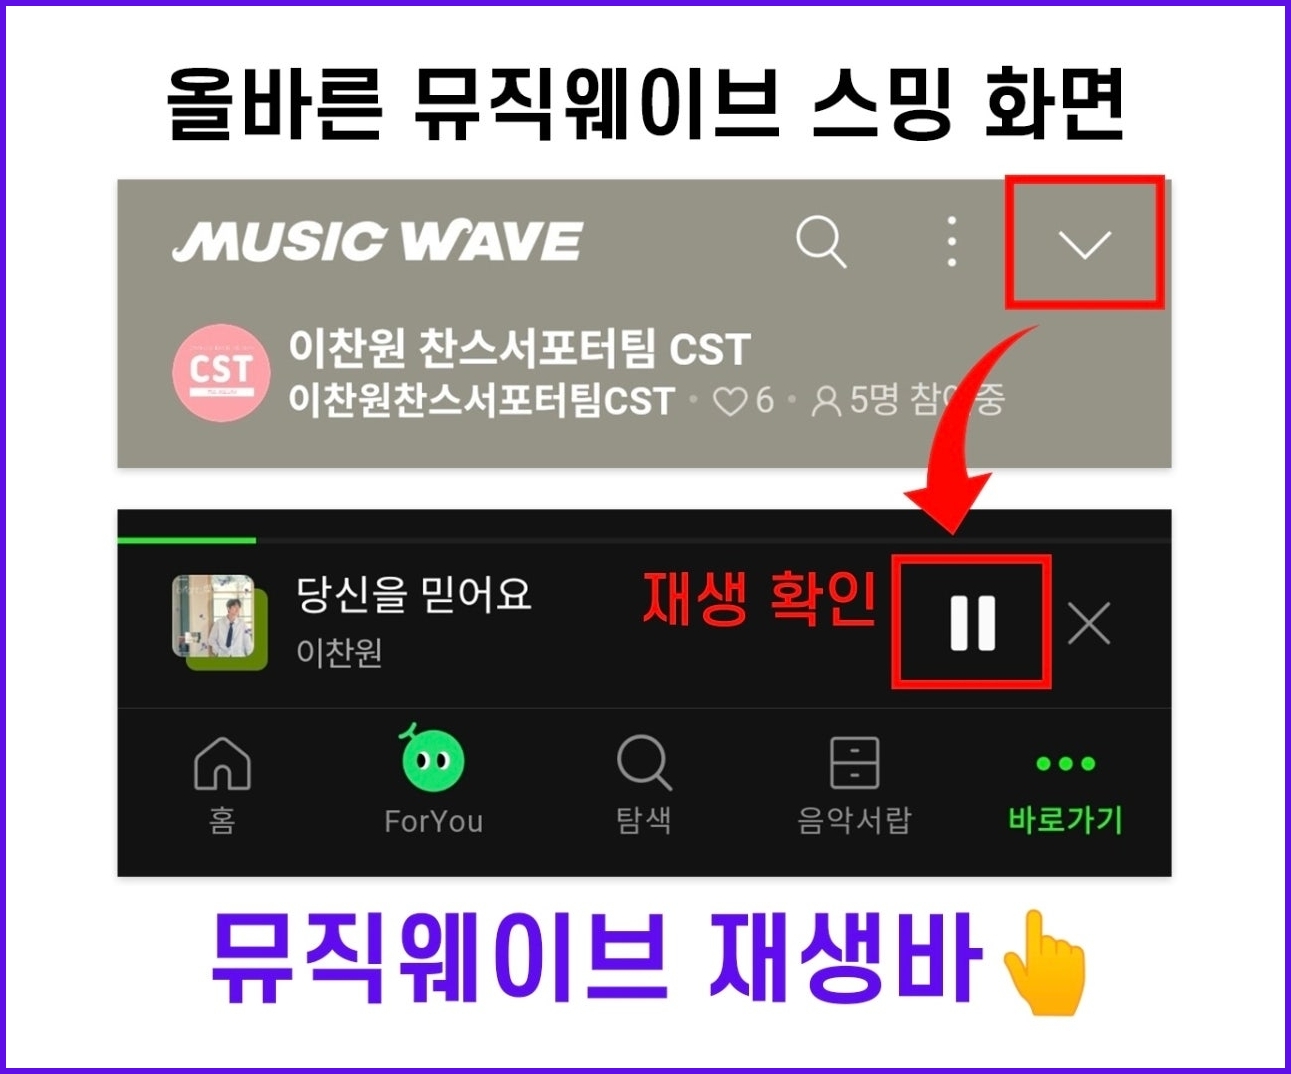 올바른 뮤직웨이브 스밍 화면
MUSIC WAVE
CST
이찬원 찬스서포터팀 CST
이찬원찬스서포터팀CST · 6 · 5명 참여중
당신을 믿어요
이찬원
재생 확인
홈
ForYou
탐색
음악서랍
바로가기
뮤직웨이브 재생바